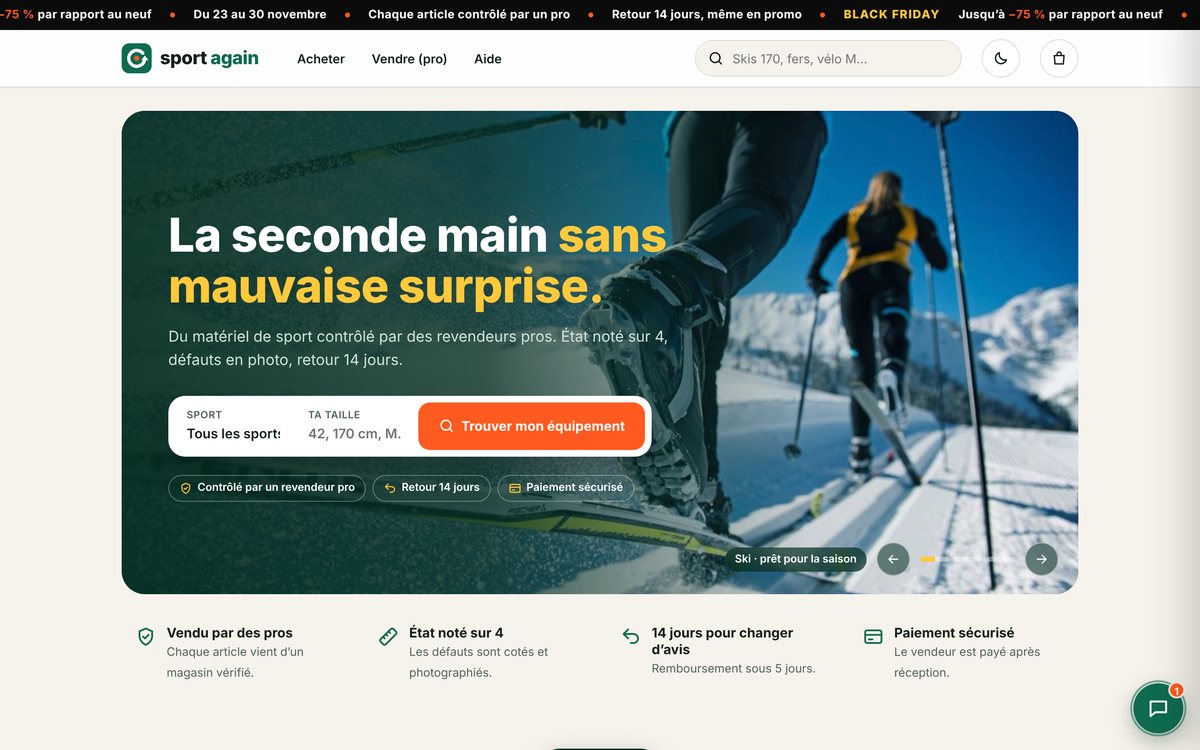 −75 % par rapport au neuf • Du 23 au 30 novembre • Chaque article contrôlé par un pro • Retour 14 jours, même en promo • BLACK FRIDAY Jusqu’à −75 % par rapport au neuf •
sport again Acheter Vendre (pro) Aide Skis 170, fers, vélo M...
La seconde main sans
mauvaise surprise.
Du matériel de sport contrôlé par des revendeurs pros. État noté sur 4,
défauts en photo, retour 14 jours.
SPORT TA TAILLE
Tous les sports 42, 170 cm, M. Trouver mon équipement
Contrôlé par un revendeur pro Retour 14 jours Paiement sécurisé
FISCHER
Ski · prêt pour la saison
Vendu par des pros
Chaque article vient d’un
magasin vérifié.
État noté sur 4
Les défauts sont cotés et
photographiés.
14 jours pour changer
d’avis
Remboursement sous 5 jours.
Paiement sécurisé
Le vendeur est payé après
réception.
1